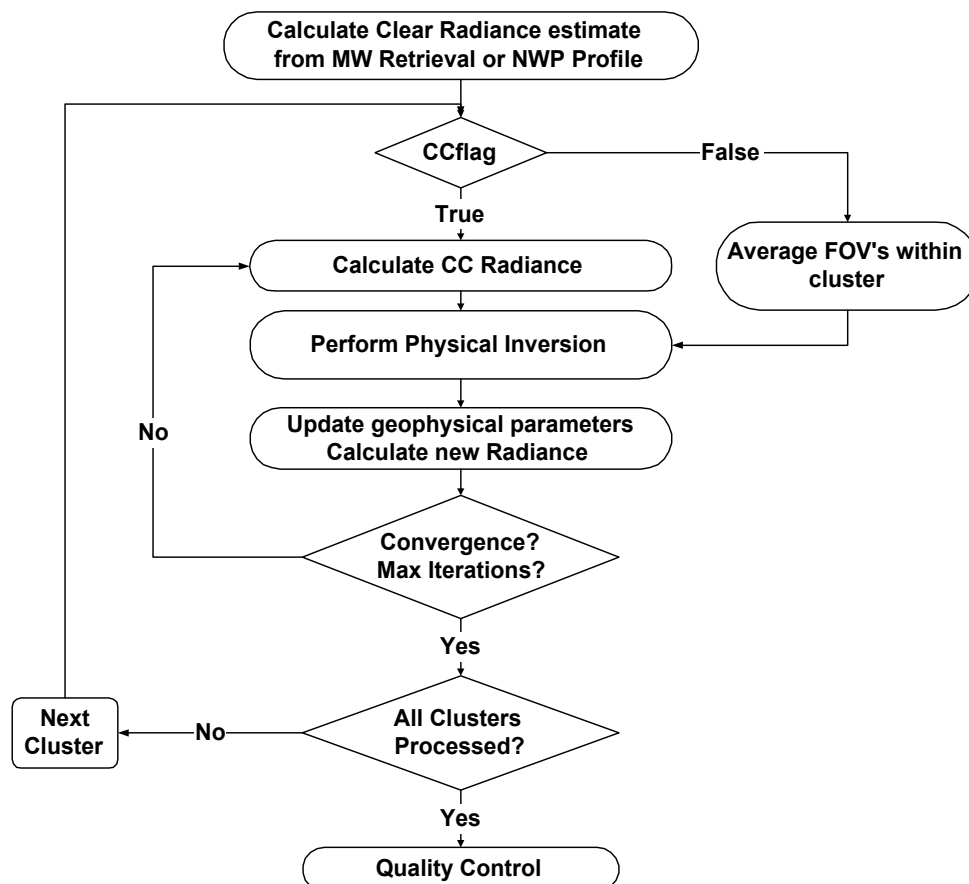 Calculate Clear Radiance estimate
from MW Retrieval or NWP Profile
CCflag
False
True
Average FOV's within
cluster
Calculate CC Radiance
Perform Physical Inversion
Update geophysical parameters
Calculate new Radiance
No
Convergence?
Max Iterations?
Yes
All Clusters
Processed?
No
Next
Cluster
Yes
Quality Control